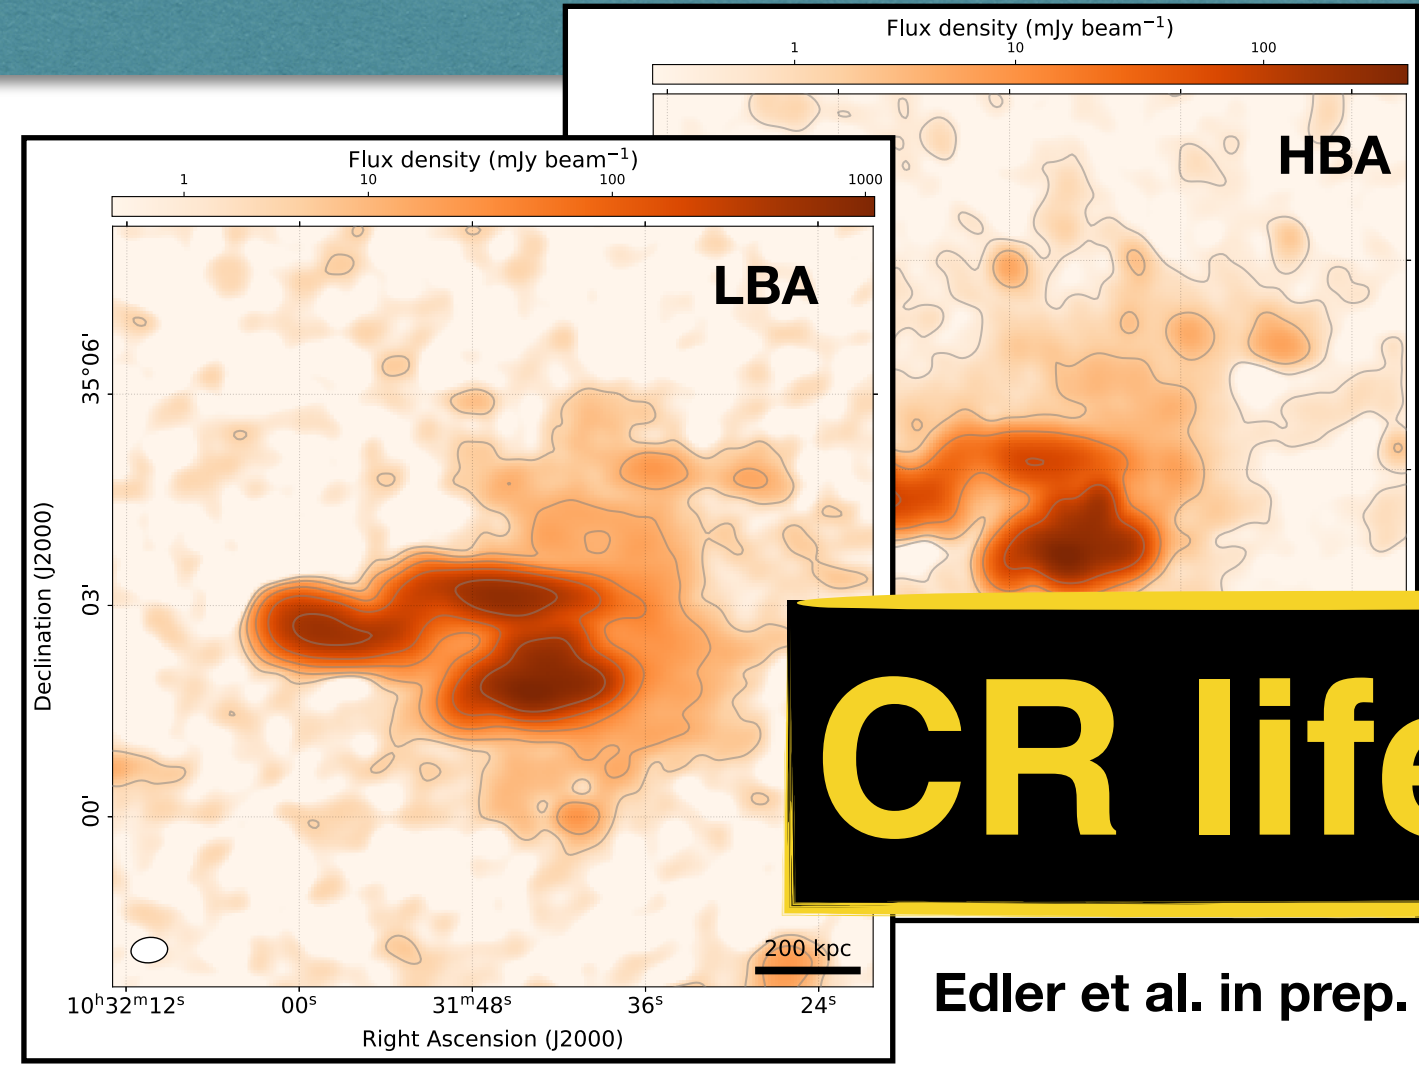 Flux density (mJy beam⁻¹)
1 10 100
HBA
Flux density (mJy beam⁻¹)
1 10 100 1000
LBA
35°06'
03'
00'
Declination (J2000)
200 kpc
10ʰ32ᵐ12ˢ 00ˢ 31ᵐ48ˢ 36ˢ 24ˢ
Right Ascension (J2000)
CR life
Edler et al. in prep.